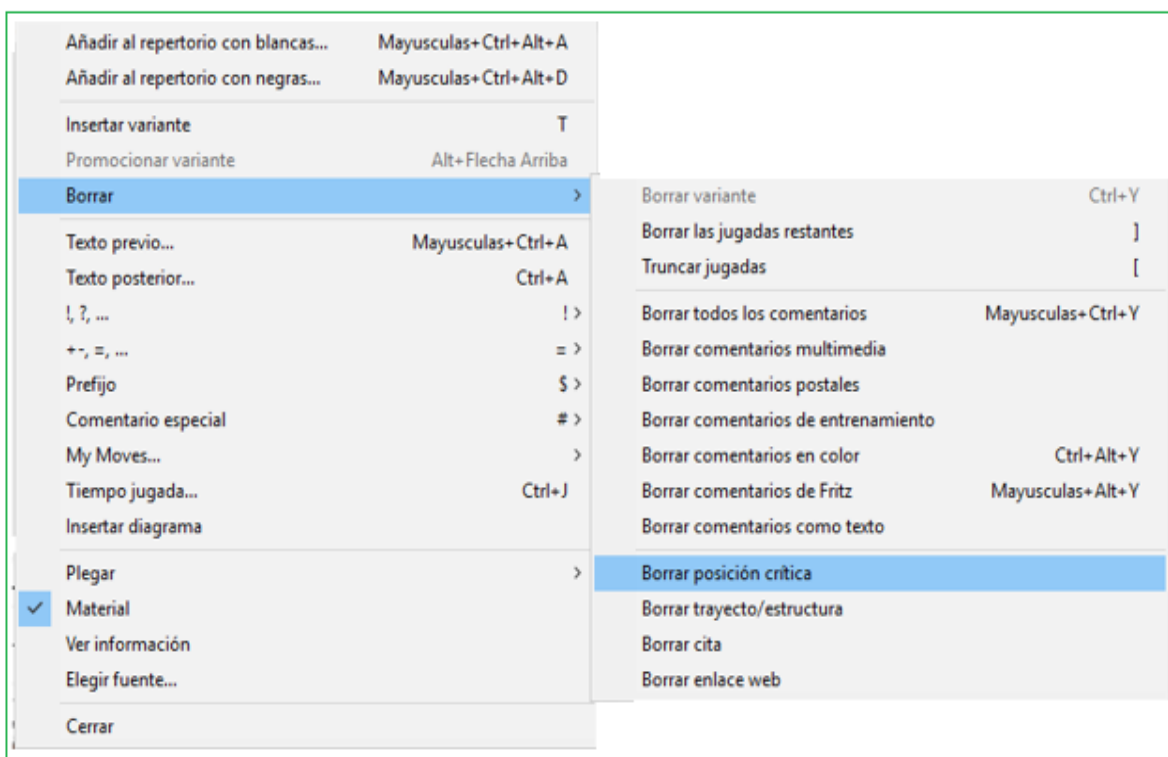 Añadir al repertorio con blancas... Mayusculas+Ctrl+Alt+A
Añadir al repertorio con negras... Mayusculas+Ctrl+Alt+D
Insertar variante T
Promocionar variante Alt+Flecha Arriba
Borrar >
Texto previo... Mayusculas+Ctrl+A
Texto posterior... Ctrl+A
!, ?, ... ! >
+-, =, ... = >
Prefijo $ >
Comentario especial # >
My Moves... >
Tiempo jugada... Ctrl+J
Insertar diagrama
Plegar >
Material
Ver información
Elegir fuente...
Cerrar
Borrar variante Ctrl+Y
Borrar las jugadas restantes ]
Truncar jugadas [
Borrar todos los comentarios Mayusculas+Ctrl+Y
Borrar comentarios multimedia
Borrar comentarios postales
Borrar comentarios de entrenamiento
Borrar comentarios en color Ctrl+Alt+Y
Borrar comentarios de Fritz Mayusculas+Alt+Y
Borrar comentarios como texto
Borrar posición crítica
Borrar trayecto/estructura
Borrar cita
Borrar enlace web